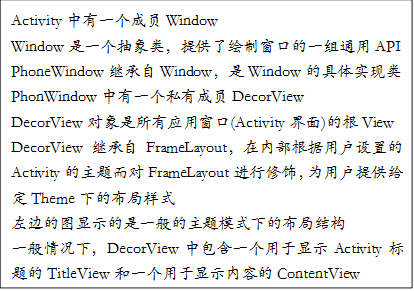 Activity 中有一个成员 Window
Window 是一个抽象类，提供了绘制窗口的一组通用 API
PhoneWindow 继承自 Window，是 Window 的具体实现类
PhonWindow 中有一个私有成员 DecorView
DecorView 对象是所有应用窗口(Activity 界面)的根 View
DecorView 继承自 FrameLayout，在内部根据用户设置的
Activity 的主题而对 FrameLayout 进行修饰，为用户提供给
定 Theme 下的布局样式
左边的图显示的是一般的主题模式下的布局结构
一般情况下，DecorView 中包含一个用于显示 Activity 标
题的 TitleView 和一个用于显示内容的 ContentView